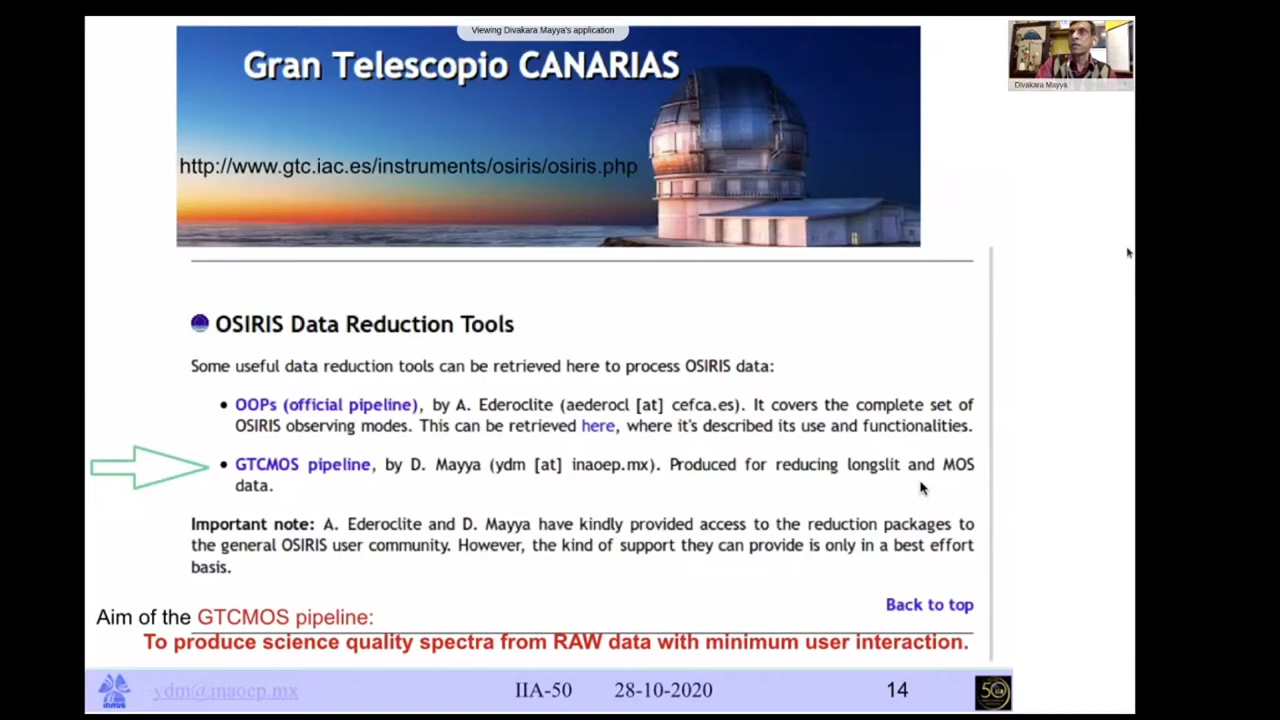 Viewing Divakara Mayya's application
Gran Telescopio CANARIAS
Divakara Mayya
http://www.gtc.iac.es/instruments/osiris/osiris.php
OSIRIS Data Reduction Tools
Some useful data reduction tools can be retrieved here to process OSIRIS data:
• OOPs (official pipeline), by A. Ederoclite (aederocl [at] cefca.es). It covers the complete set of
OSIRIS observing modes. This can be retrieved here, where it's described its use and functionalities.
• GTCMOS pipeline, by D. Mayya (ydm [at] inaoep.mx). Produced for reducing longslit and MOS
data.
Important note: A. Ederoclite and D. Mayya have kindly provided access to the reduction packages to
the general OSIRIS user community. However, the kind of support they can provide is only in a best effort
basis.
Back to top
Aim of the GTCMOS pipeline:
To produce science quality spectra from RAW data with minimum user interaction.
ydm@inaoep.mx IIA-50 28-10-2020 14
50